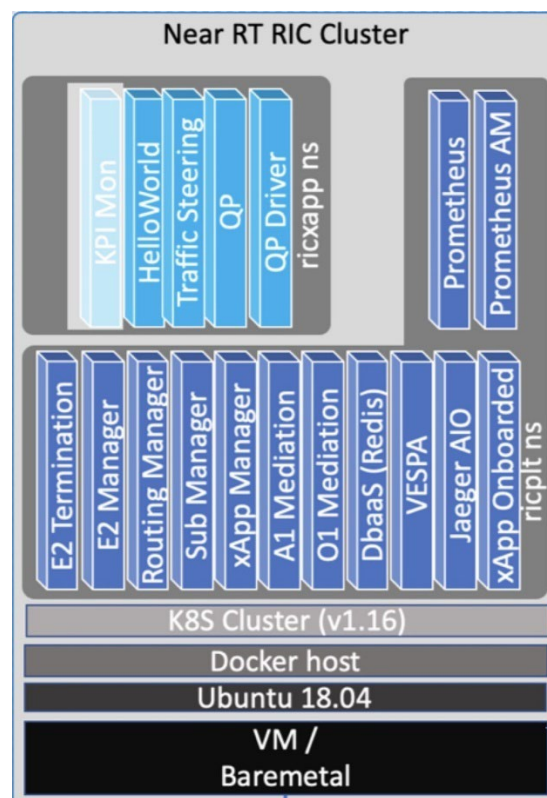 Near RT RIC Cluster
KPI Mon
HelloWorld
Traffic Steering
QP
QP Driver
ricxapp ns
Prometheus
Prometheus AM
E2 Termination
E2 Manager
Routing Manager
Sub Manager
xApp Manager
A1 Mediation
O1 Mediation
DbaaS (Redis)
VESPA
Jaeger AIO
xApp Onboarded
ricplt ns
K8S Cluster (v1.16)
Docker host
Ubuntu 18.04
VM /
Baremetal